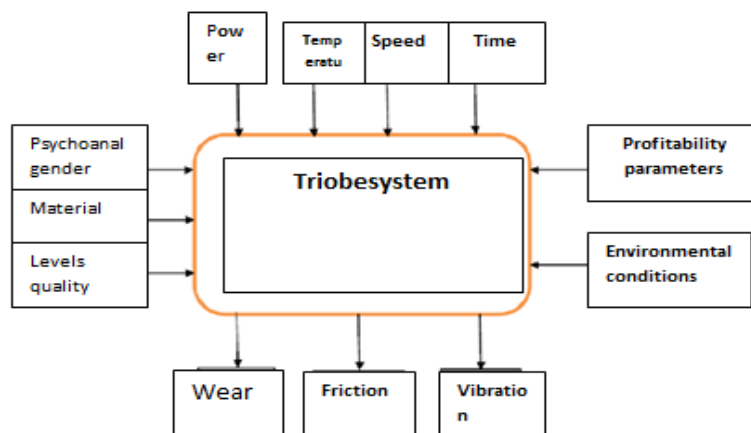 Pow
er
Temp
eratu
Speed
Time
Psychoanal
gender
Material
Levels
quality
Triobesystem
Profitability
parameters
Environmental
conditions
Wear
Friction
Vibratio
n